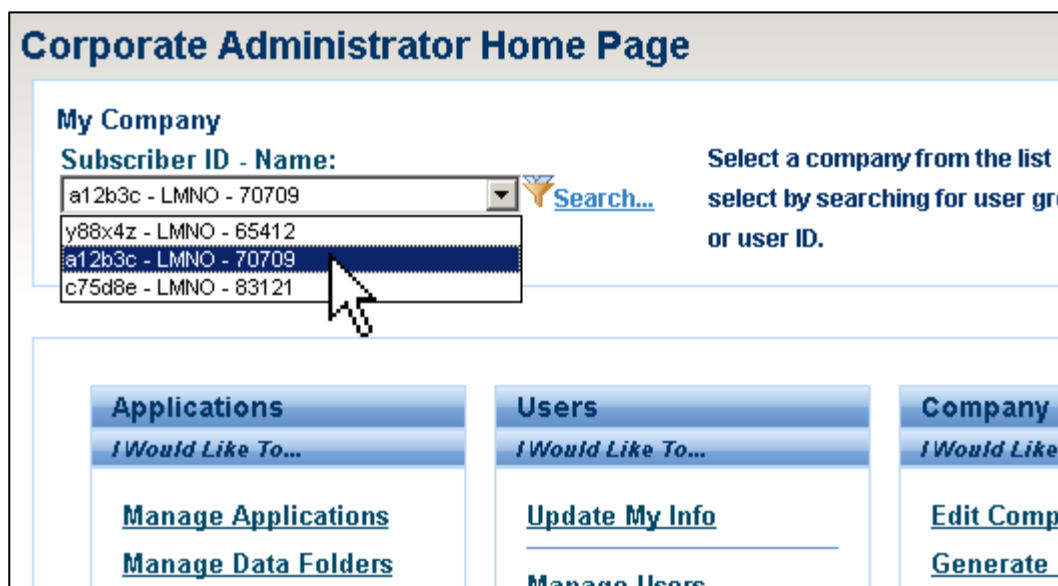 Corporate Administrator Home Page
My Company
Subscriber ID - Name:
a12b3c - LMNO - 70709
Search...
y88x4z - LMNO - 65412
a12b3c - LMNO - 70709
c75d8e - LMNO - 83121
Select a company from the list
select by searching for user gr
or user ID.
Applications
I Would Like To...
Manage Applications
Manage Data Folders
Users
I Would Like To...
Update My Info
Manage Users
Company
I Would Like
Edit Comp
Generate